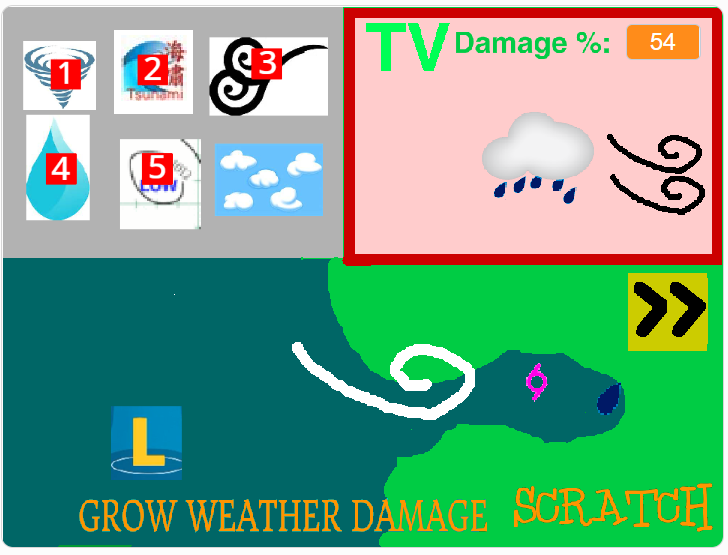 1
2
海嘯
Tsunami
3
4
5
LOW
TV Damage %: 54
L
GROW WEATHER DAMAGE SCRATCH